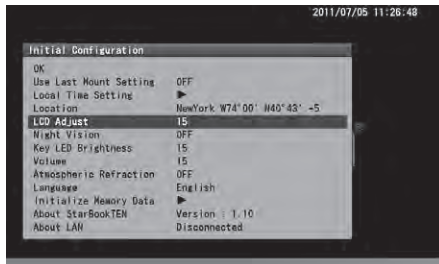 2011/07/05 11:26:48
Initial Configuration
OK
Use Last Mount Setting OFF
Local Time Setting ▶
Location NewYork W74°00' N40°43' -5
LCD Adjust 15
Night Vision OFF
Key LED Brightness 15
Volume 15
Atmospheric Refraction OFF
Language English
Initialize Memory Data ▶
About StarBookTEN Version : 1.10
About LAN Disconnected